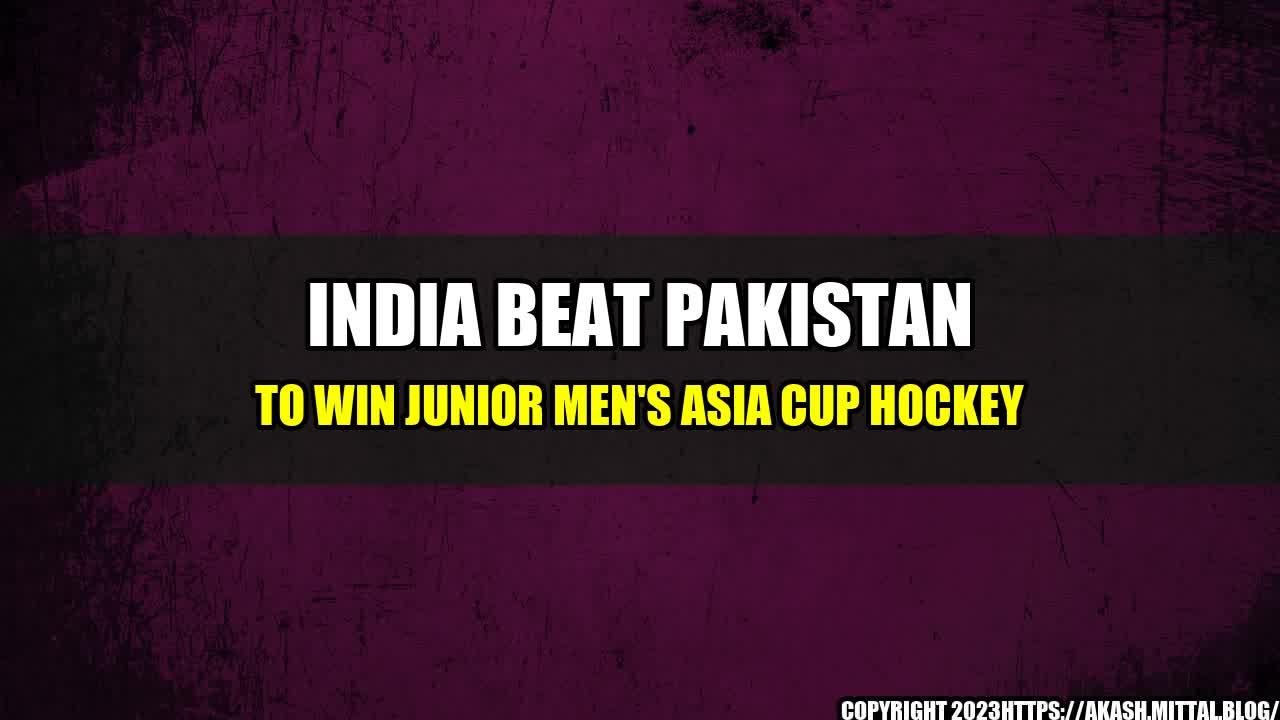 INDIA BEAT PAKISTAN
TO WIN JUNIOR MEN'S ASIA CUP HOCKEY
COPYRIGHT 2023HTTPS://AKASH.MITTAL.BLOG/